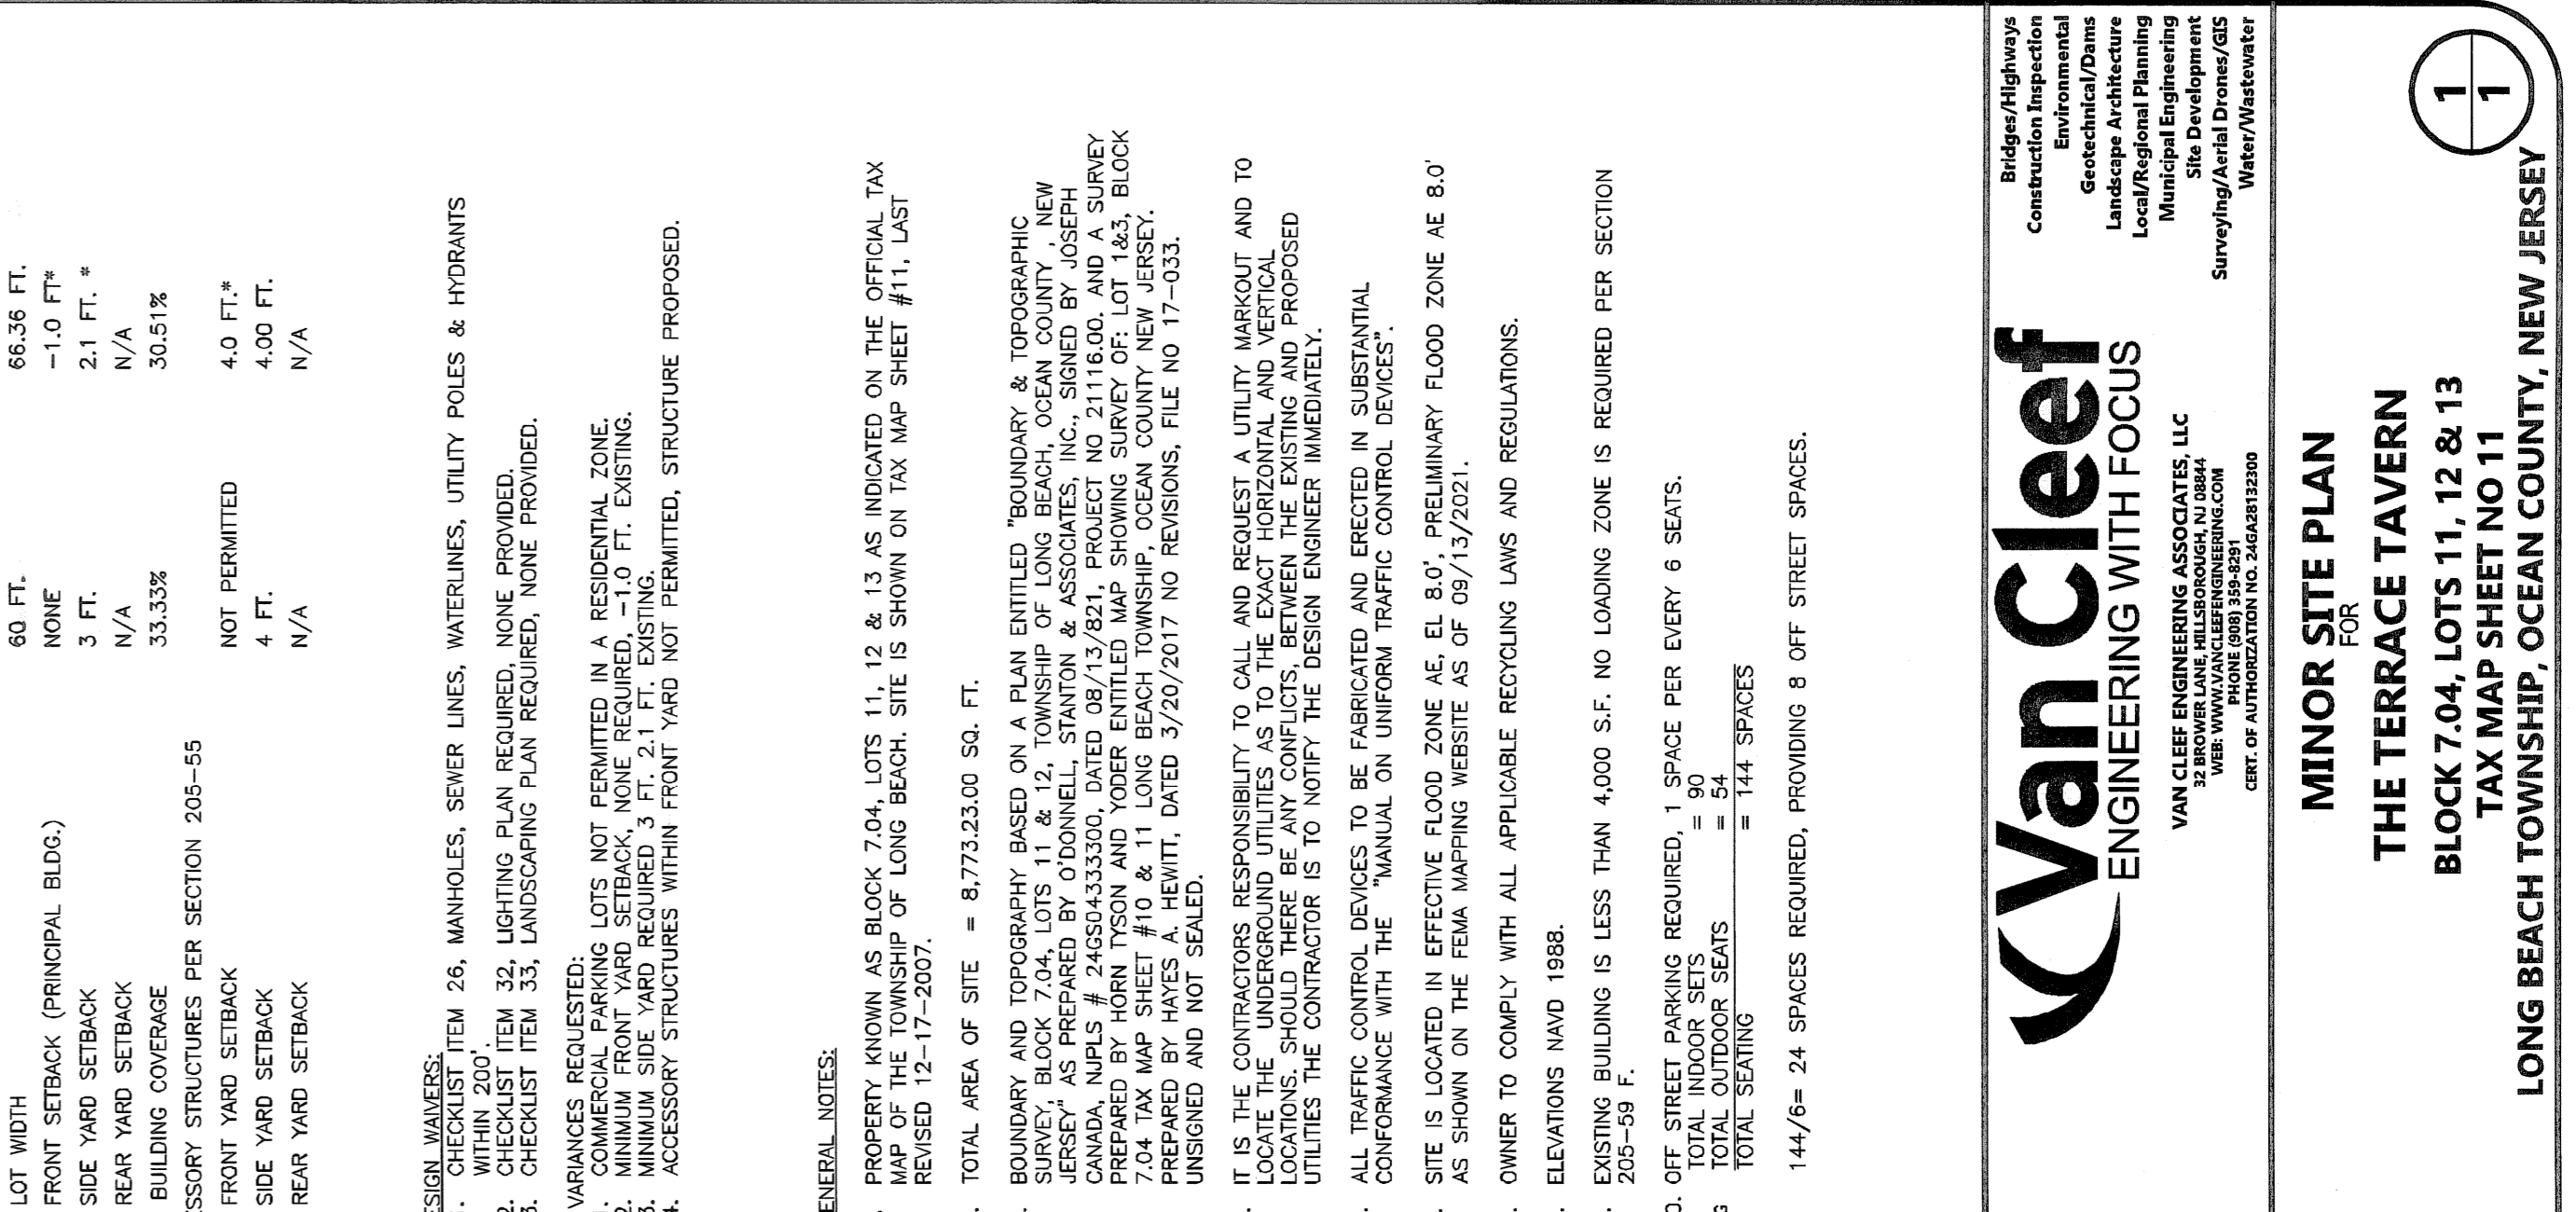 LOT WIDTH 60 FT. 66.36 FT.
FRONT SETBACK (PRINCIPAL BLDG.) NONE -1.0 FT*
SIDE YARD SETBACK 3 FT. 2.1 FT. *
REAR YARD SETBACK N/A N/A
BUILDING COVERAGE 33.33% 30.51%
SSORY STRUCTURES PER SECTION 205-55
FRONT YARD SETBACK NOT PERMITTED 4.0 FT.*
SIDE YARD SETBACK 4 FT. 4.00 FT.
REAR YARD SETBACK N/A N/A
ESIGN WAIVERS:
. CHECKLIST ITEM 26, MANHOLES, SEWER LINES, WATERLINES, UTILITY POLES & HYDRANTS
WITHIN 200'.
2. CHECKLIST ITEM 32, LIGHTING PLAN REQUIRED, NONE PROVIDED.
3. CHECKLIST ITEM 33, LANDSCAPING PLAN REQUIRED, NONE PROVIDED.
VARIANCES REQUESTED:
1. COMMERCIAL PARKING LOTS NOT PERMITTED IN A RESIDENTIAL ZONE.
2. MINIMUM FRONT YARD SETBACK, NONE REQUIRED, -1.0 FT. EXISTING.
3. MINIMUM SIDE YARD REQUIRED 3 FT. 2.1 FT. EXISTING.
4. ACCESSORY STRUCTURES WITHIN FRONT YARD NOT PERMITTED, STRUCTURE PROPOSED.
ENERAL NOTES:
. PROPERTY KNOWN AS BLOCK 7.04, LOTS 11, 12 & 13 AS INDICATED ON THE OFFICIAL TAX
MAP OF THE TOWNSHIP OF LONG BEACH. SITE IS SHOWN ON TAX MAP SHEET #11, LAST
REVISED 12-17-2007.
. TOTAL AREA OF SITE = 8,773.23.00 SQ. FT.
. BOUNDARY AND TOPOGRAPHY BASED ON A PLAN ENTITLED "BOUNDARY & TOPOGRAPHIC
SURVEY, BLOCK 7.04, LOTS 11 & 12, TOWNSHIP OF LONG BEACH, OCEAN COUNTY , NEW
JERSEY" AS PREPARED BY O'DONNELL, STANTON & ASSOCIATES, INC., SIGNED BY JOSEPH
CANADA, NJPLS # 24GS04333300, DATED 08/13/821, PROJECT NO 21116.00. AND A SURVEY
PREPARED BY HORN TYSON AND YODER ENTITLED MAP SHOWING SURVEY OF: LOT 1&3, BLOCK
7.04 TAX MAP SHEET #10 & 11 LONG BEACH TOWNSHIP, OCEAN COUNTY NEW JERSEY.
PREPARED BY HAYES A. HEWITT, DATED 3/20/2017 NO REVISIONS, FILE NO 17-033.
UNSIGNED AND NOT SEALED.
. IT IS THE CONTRACTORS RESPONSIBILITY TO CALL AND REQUEST A UTILITY MARKOUT AND TO
LOCATE THE UNDERGROUND UTILITIES AS TO THE EXACT HORIZONTAL AND VERTICAL
LOCATIONS. SHOULD THERE BE ANY CONFLICTS, BETWEEN THE EXISTING AND PROPOSED
UTILITIES THE CONTRACTOR IS TO NOTIFY THE DESIGN ENGINEER IMMEDIATELY.
. ALL TRAFFIC CONTROL DEVICES TO BE FABRICATED AND ERECTED IN SUBSTANTIAL
CONFORMANCE WITH THE "MANUAL ON UNIFORM TRAFFIC CONTROL DEVICES".
. SITE IS LOCATED IN EFFECTIVE FLOOD ZONE AE, EL 8.0', PRELIMINARY FLOOD ZONE AE 8.0'
AS SHOWN ON THE FEMA MAPPING WEBSITE AS OF 09/13/2021.
. OWNER TO COMPLY WITH ALL APPLICABLE RECYCLING LAWS AND REGULATIONS.
. ELEVATIONS NAVD 1988.
. EXISTING BUILDING IS LESS THAN 4,000 S.F. NO LOADING ZONE IS REQUIRED PER SECTION
205-59 F.
0. OFF STREET PARKING REQUIRED, 1 SPACE PER EVERY 6 SEATS.
TOTAL INDOOR SETS = 90
G TOTAL OUTDOOR SEATS = 54
TOTAL SEATING = 144 SPACES
144/6= 24 SPACES REQUIRED, PROVIDING 8 OFF STREET SPACES.
Van Cleef
ENGINEERING WITH FOCUS
VAN CLEEF ENGINEERING ASSOCIATES, LLC
32 BROWER LANE, HILLSBOROUGH, NJ 08844
WEB: WWW.VANCLEEFENGINEERING.COM
PHONE (908) 359-8291
CERT. OF AUTHORIZATION NO. 24GA28132300
Bridges/Highways
Construction Inspection
Environmental
Geotechnical/Dams
Landscape Architecture
Local/Regional Planning
Municipal Engineering
Site Development
Surveying/Aerial Drones/GIS
Water/Wastewater
MINOR SITE PLAN
FOR
THE TERRACE TAVERN
BLOCK 7.04, LOTS 11, 12 & 13
TAX MAP SHEET NO 11
LONG BEACH TOWNSHIP, OCEAN COUNTY, NEW JERSEY
1
1